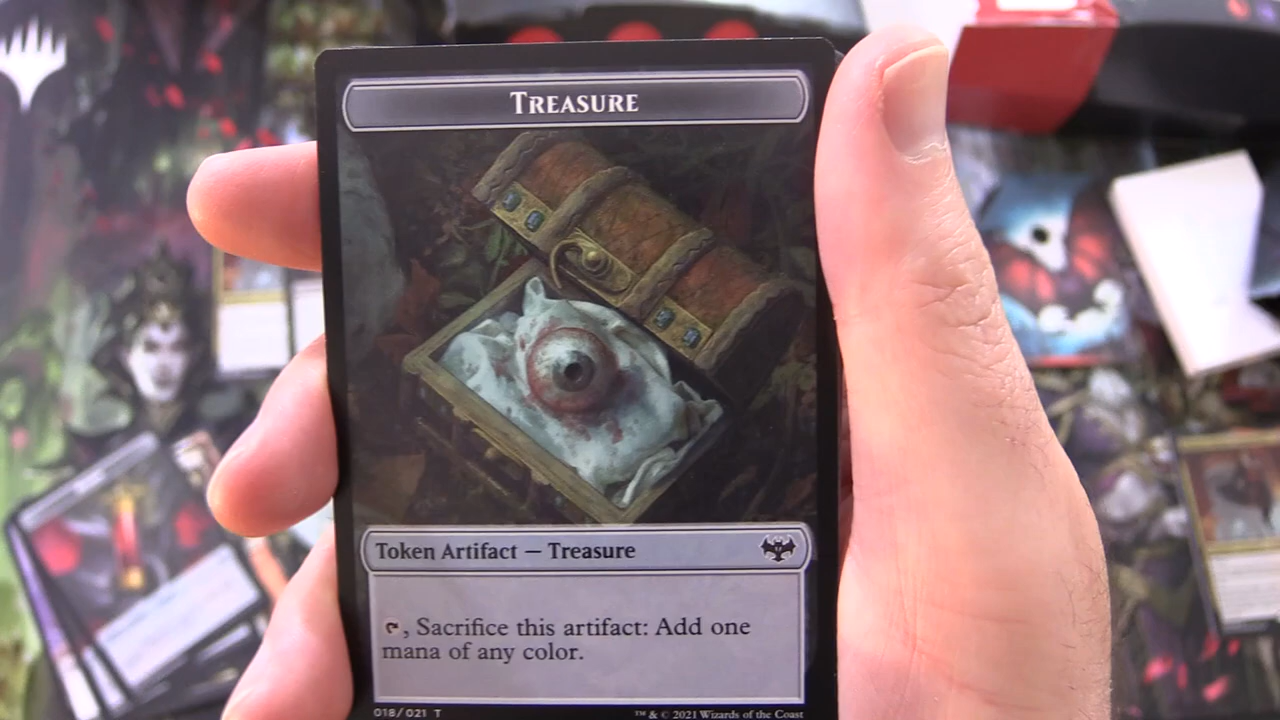 TREASURE
Token Artifact — Treasure
, Sacrifice this artifact: Add one
mana of any color.
018/021 T
™ & © 2021 Wizards of the Coast